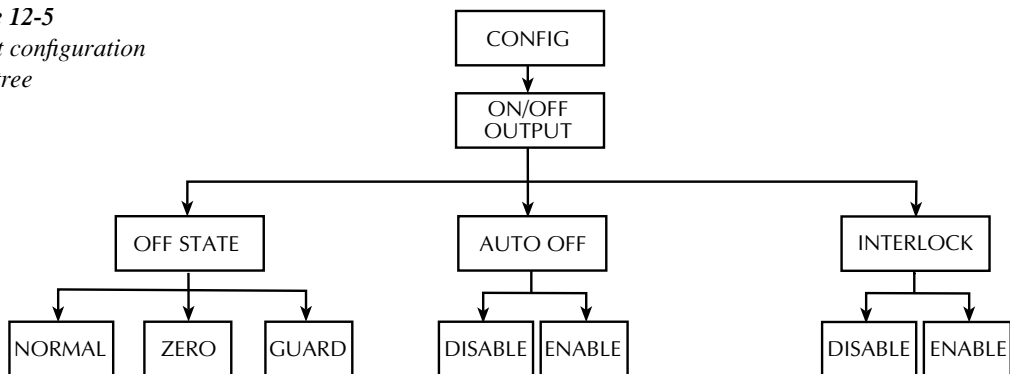 12-5
configuration
CONFIG
ON/OFF
OUTPUT
OFF STATE
AUTO OFF
INTERLOCK
NORMAL
ZERO
GUARD
DISABLE
ENABLE
DISABLE
ENABLE